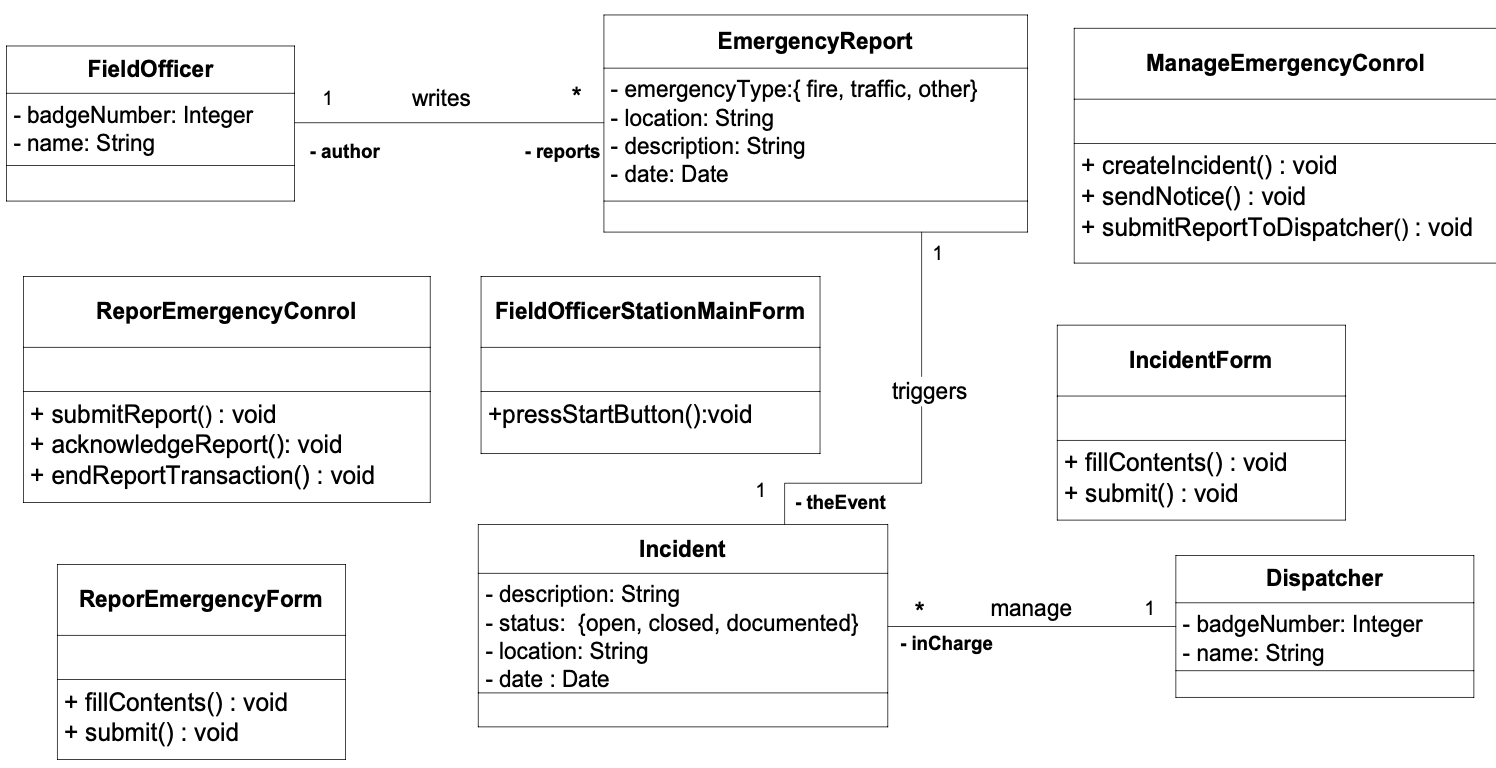 FieldOfficer
- badgeNumber: Integer
- name: String
1
writes
*
- author
- reports
EmergencyReport
- emergencyType:{ fire, traffic, other}
- location: String
- description: String
- date: Date
ManageEmergencyConrol
+ createIncident() : void
+ sendNotice() : void
+ submitReportToDispatcher() : void
1
triggers
1
- theEvent
ReporEmergencyConrol
+ submitReport() : void
+ acknowledgeReport(): void
+ endReportTransaction() : void
FieldOfficerStationMainForm
+pressStartButton():void
IncidentForm
+ fillContents() : void
+ submit() : void
ReporEmergencyForm
+ fillContents() : void
+ submit() : void
Incident
- description: String
- status:  {open, closed, documented}
- location: String
- date : Date
*
manage
1
- inCharge
Dispatcher
- badgeNumber: Integer
- name: String